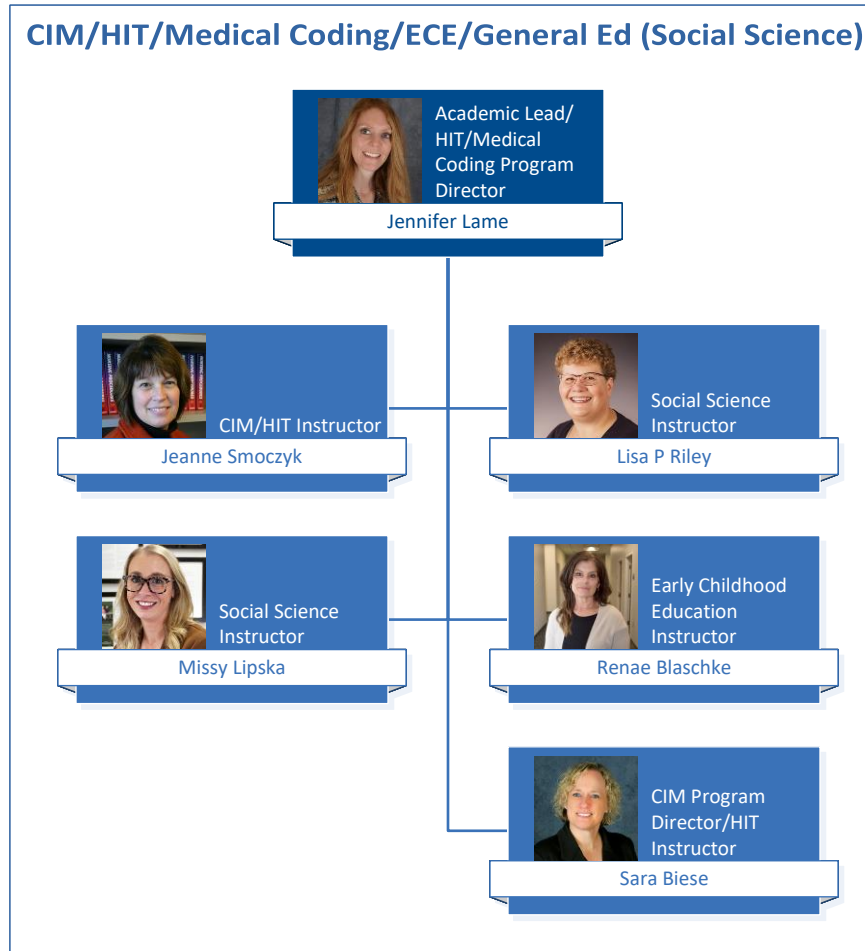 CIM/HIT/Medical Coding/ECE/General Ed (Social Science)
Academic Lead/
HIT/Medical
Coding Program
Director
Jennifer Lame
CIM/HIT Instructor
Jeanne Smoczyk
Social Science
Instructor
Lisa P Riley
Social Science
Instructor
Missy Lipska
Early Childhood
Education
Instructor
Renae Blaschke
CIM Program
Director/HIT
Instructor
Sara Biese